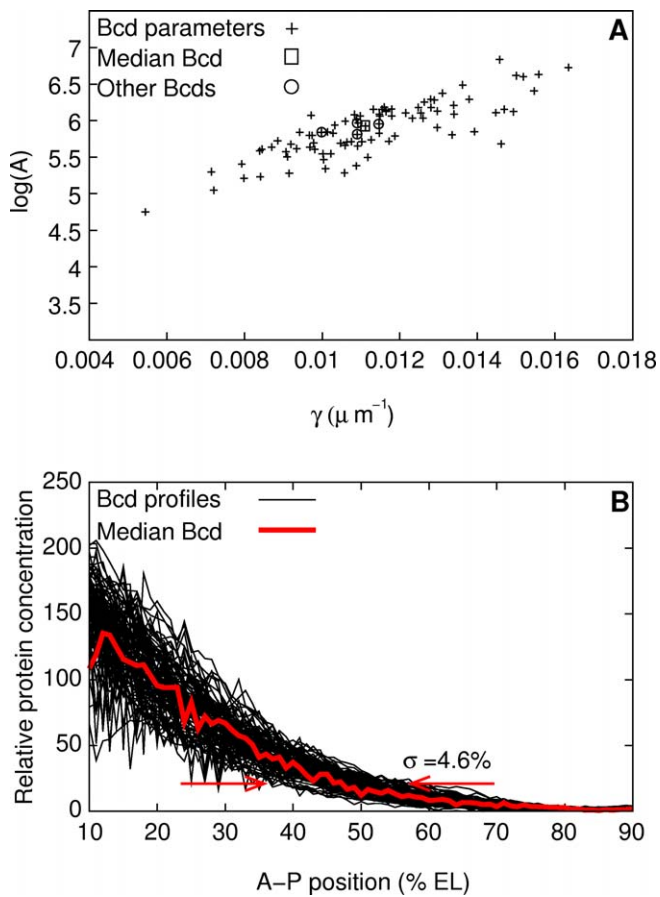 Bcd parameters +
A
Median Bcd
Other Bcds
7
6.5
6
5.5
5
4.5
4
3.5
log(A)
0.004 0.006 0.008 0.01 0.012 0.014 0.016 0.018
γ (μ m⁻¹)
250
Bcd profiles
B
Median Bcd
200
150
100
50
0
Relative protein concentration
σ =4.6%
10 20 30 40 50 60 70 80 90
A–P position (% EL)